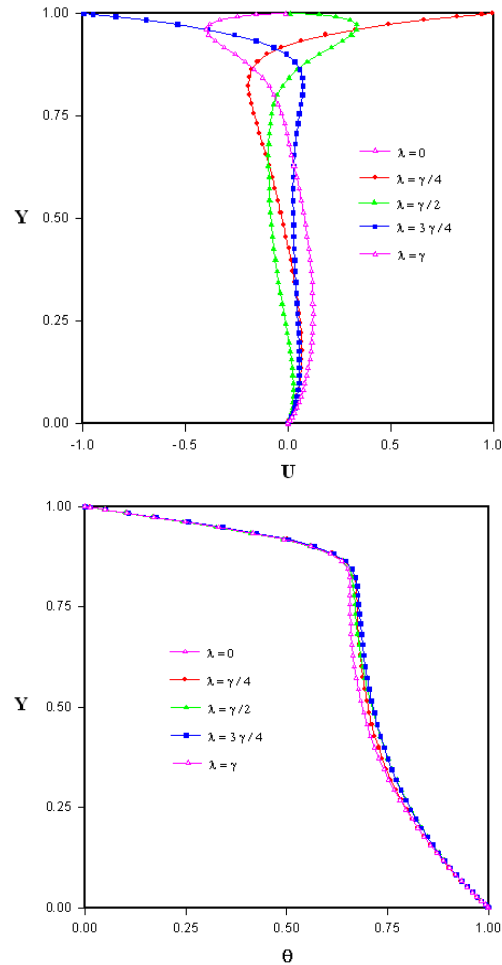 1.00
0.75
0.50
0.25
0.00
Y
λ = 0
λ = γ / 4
λ = γ / 2
λ = 3 γ / 4
λ = γ
-1.0 -0.5 0.0 0.5 1.0
U
1.00
0.75
0.50
0.25
0.00
Y
λ = 0
λ = γ / 4
λ = γ / 2
λ = 3 γ / 4
λ = γ
0.00 0.25 0.50 0.75 1.00
θ